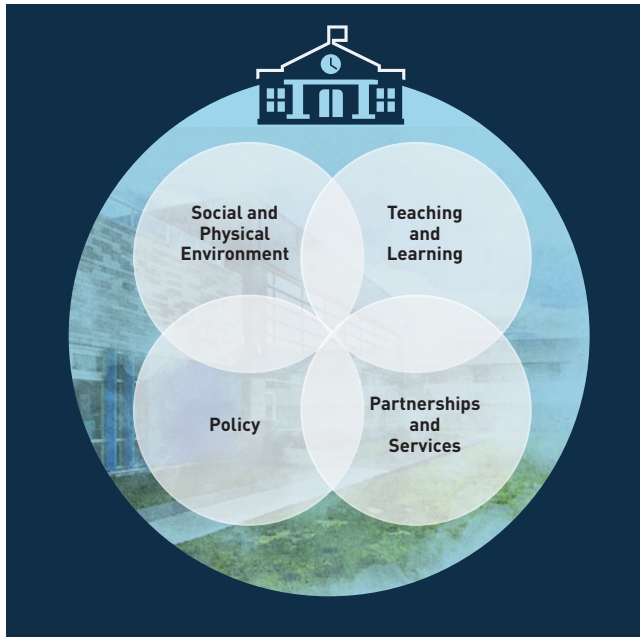 Social and
Physical
Environment
Teaching
and
Learning
Policy
Partnerships
and
Services